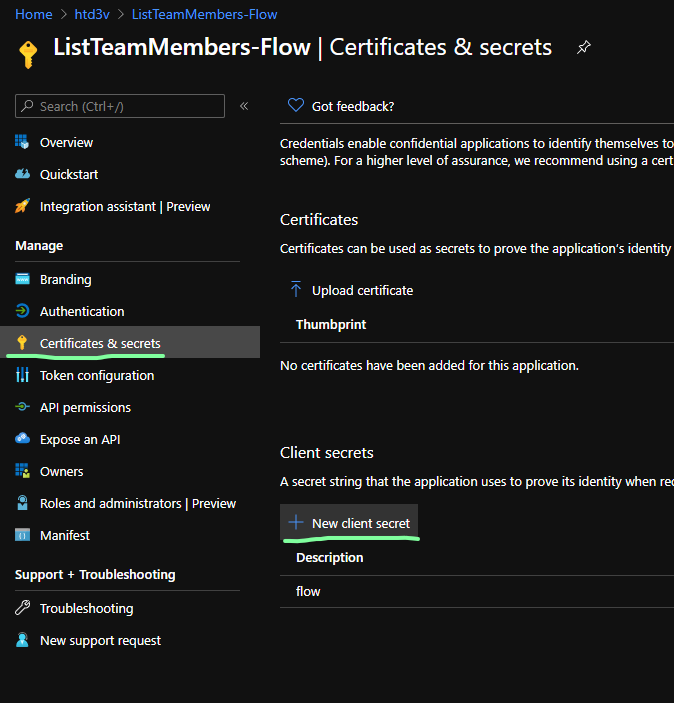 Home > htd3v > ListTeamMembers-Flow
ListTeamMembers-Flow | Certificates & secrets
Search (Ctrl+/)
«
Got feedback?
Overview
Quickstart
Integration assistant | Preview
Manage
Branding
Authentication
Certificates & secrets
Token configuration
API permissions
Expose an API
Owners
Roles and administrators | Preview
Manifest
Support + Troubleshooting
Troubleshooting
New support request
Credentials enable confidential applications to identify themselves to
scheme). For a higher level of assurance, we recommend using a cert
Certificates
Certificates can be used as secrets to prove the application's identity
Upload certificate
Thumbprint
No certificates have been added for this application.
Client secrets
A secret string that the application uses to prove its identity when rec
New client secret
Description
flow